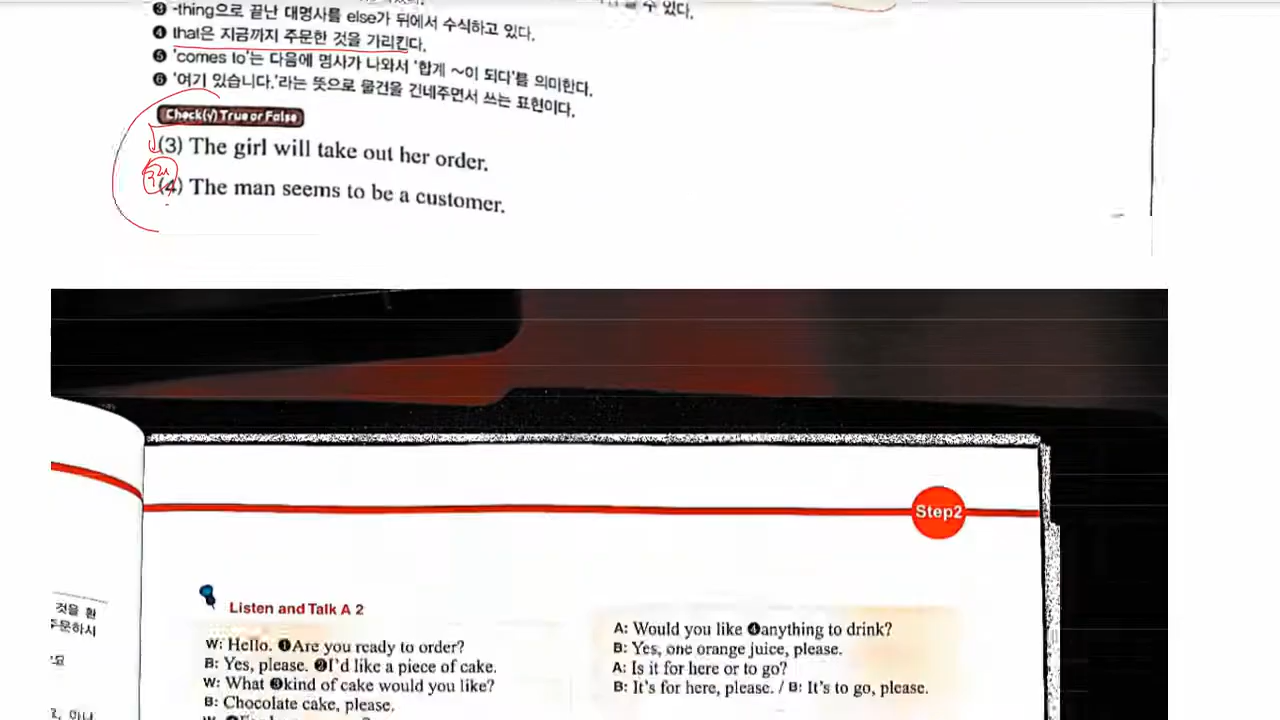 수 있다.
❸ -thing으로 끝난 대명사를 else가 뒤에서 수식하고 있다.
❹ that은 지금까지 주문한 것을 가리킨다.
❺ 'comes to'는 다음에 명사가 나와서 '합계 ~이 되다'를 의미한다.
❻ '여기 있습니다.'라는 뜻으로 물건을 건네주면서 쓰는 표현이다.
Check(√) True or False
(3) The girl will take out her order.
(4) The man seems to be a customer.
Step2
것을 원
주문하시
Listen and Talk A 2
W: Hello. ❶Are you ready to order?
B: Yes, please. ❷I'd like a piece of cake.
W: What ❸kind of cake would you like?
B: Chocolate cake, please.
A: Would you like ❹anything to drink?
B: Yes, one orange juice, please.
A: Is it for here or to go?
B: It's for here, please. / B: It's to go, please.